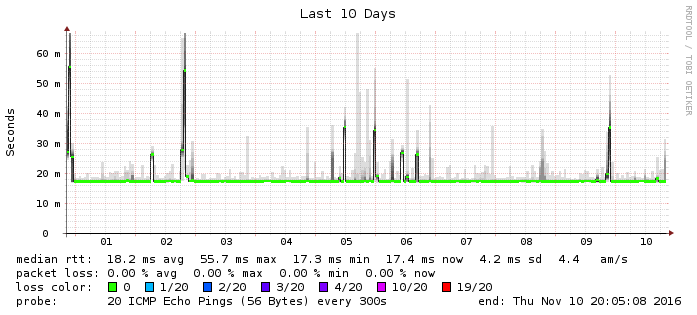 Last 10 Days
RRDTOOL / TOBI OETIKER
Seconds
60 m
50 m
40 m
30 m
20 m
10 m
0
01 02 03 04 05 06 07 08 09 10
median rtt: 18.2 ms avg 55.7 ms max 17.3 ms min 17.4 ms now 4.2 ms sd 4.4 am/s
packet loss: 0.00 % avg 0.00 % max 0.00 % min 0.00 % now
loss color: 0 1/20 2/20 3/20 4/20 10/20 19/20
probe: 20 ICMP Echo Pings (56 Bytes) every 300s end: Thu Nov 10 20:05:08 2016